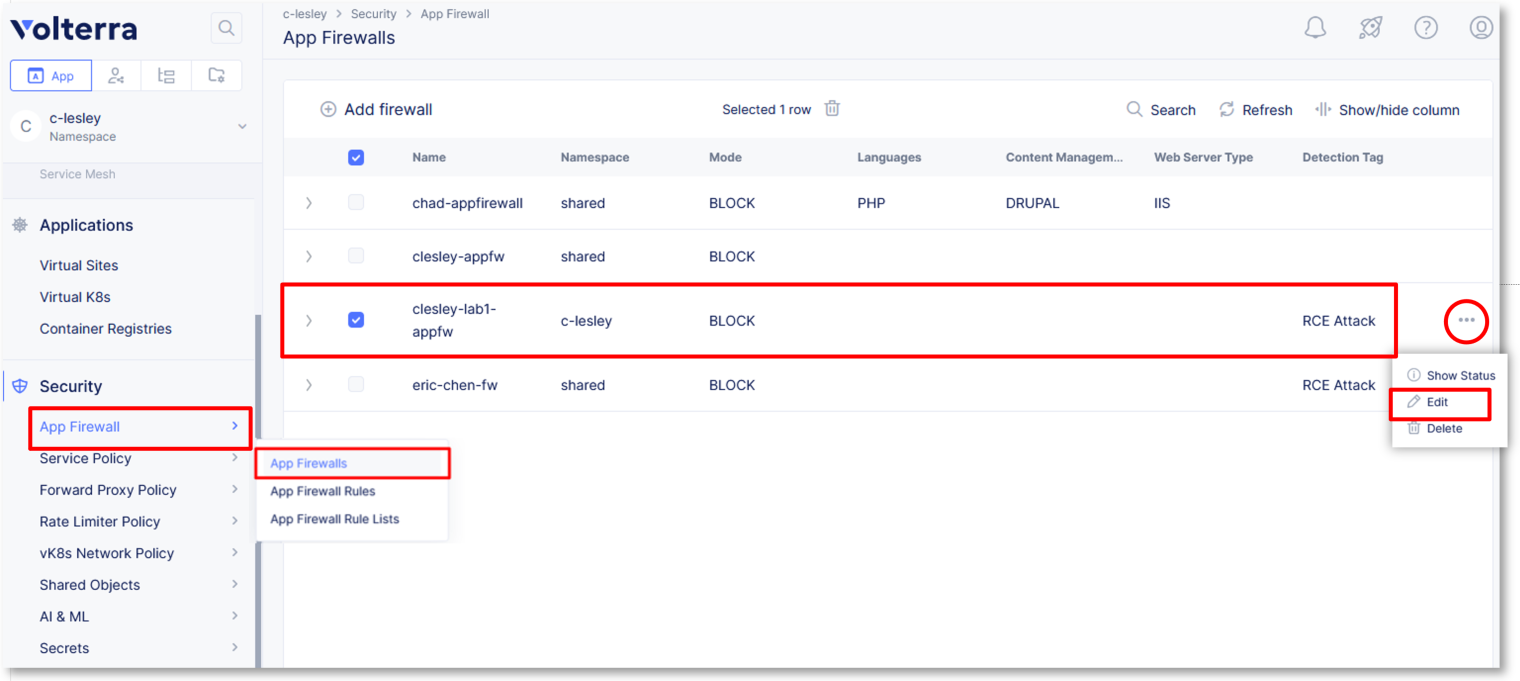 Volterra
App
C
c-lesley
Namespace
Service Mesh
Applications
Virtual Sites
Virtual K8s
Container Registries
Security
App Firewall
Service Policy
Forward Proxy Policy
Rate Limiter Policy
vK8s Network Policy
Shared Objects
AI & ML
Secrets
App Firewalls
App Firewall Rules
App Firewall Rule Lists
c-lesley > Security > App Firewall
App Firewalls
Add firewall Selected 1 row Search Refresh Show/hide column
Name Namespace Mode Languages Content Managem... Web Server Type Detection Tag
chad-appfirewall shared BLOCK PHP DRUPAL IIS
clesley-appfw shared BLOCK
clesley-lab1-
appfw c-lesley BLOCK RCE Attack
eric-chen-fw shared BLOCK RCE Attack
Show Status
Edit
Delete